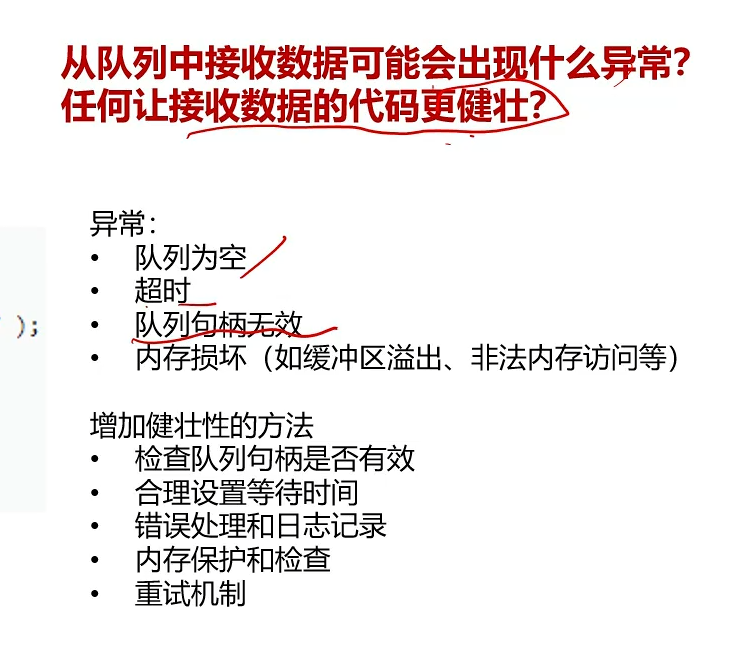 从队列中接收数据可能会出现什么异常?
任何让接收数据的代码更健壮?
异常：
• 队列为空
• 超时
• 队列句柄无效
• 内存损坏（如缓冲区溢出、非法内存访问等）
);
增加健壮性的方法
• 检查队列句柄是否有效
• 合理设置等待时间
• 错误处理和日志记录
• 内存保护和检查
• 重试机制